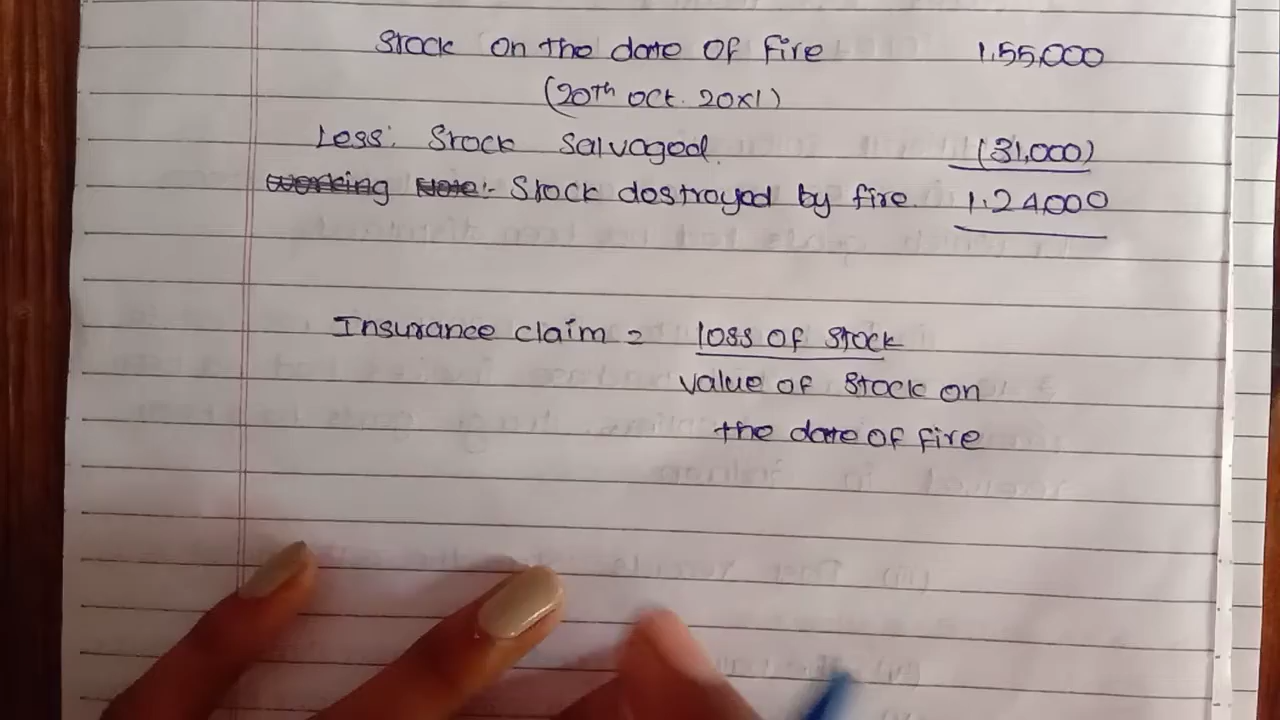 Stock on the date of fire 1,55,000
(20th Oct. 20x1)
Less: Stock Salvaged. (31,000)
Working Note:- Stock destroyed by fire. 1,24,000
Insurance claim = loss of stock
value of stock on
the date of fire